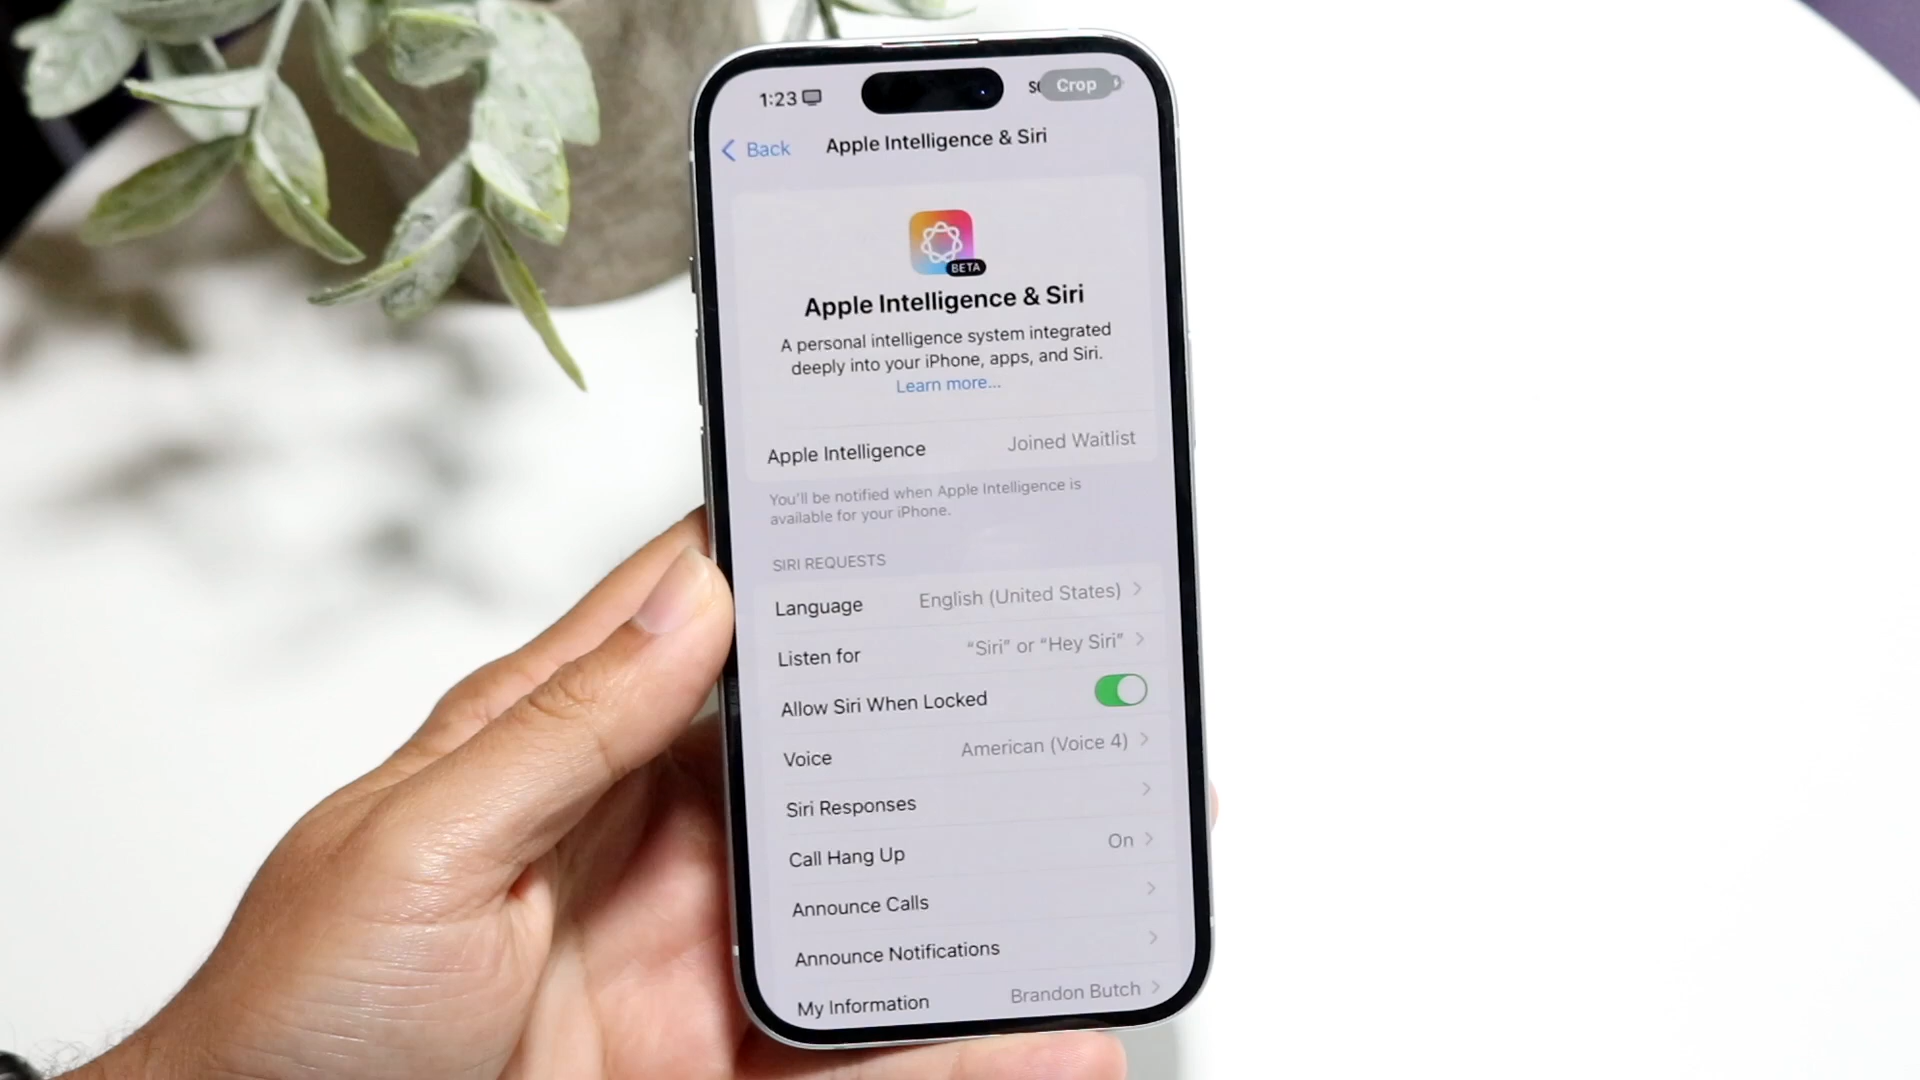 1:23
Crop
Back
Apple Intelligence & Siri
BETA
Apple Intelligence & Siri
A personal intelligence system integrated
deeply into your iPhone, apps, and Siri.
Learn more...
Apple Intelligence Joined Waitlist
You'll be notified when Apple Intelligence is
available for your iPhone.
SIRI REQUESTS
Language English (United States)
Listen for “Siri” or “Hey Siri”
Allow Siri When Locked
Voice American (Voice 4)
Siri Responses
Call Hang Up On
Announce Calls
Announce Notifications
My Information Brandon Butch